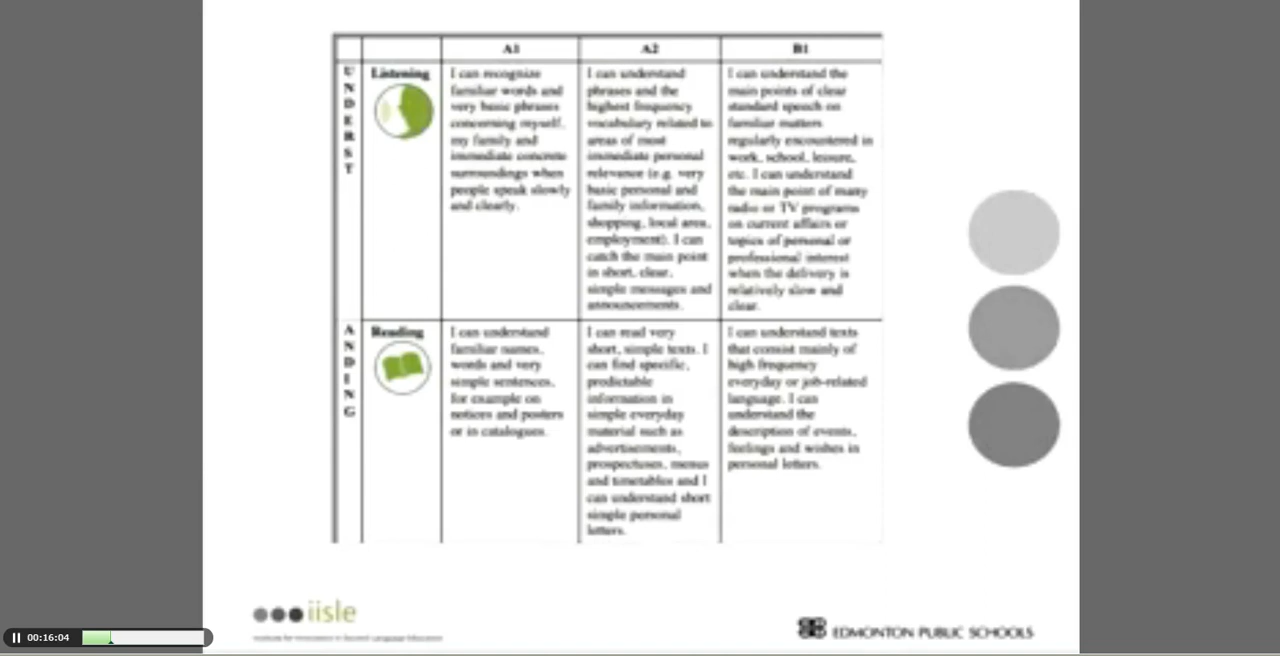 A1
A2
B1
UNDERST
Listening
I can recognize
familiar words and
very basic phrases
concerning myself,
my family and
immediate concrete
surroundings when
people speak slowly
and clearly.
I can understand
phrases and the
highest frequency
vocabulary related to
areas of most
immediate personal
relevance (e.g. very
basic personal and
family information,
shopping, local area,
employment). I can
catch the main point
in short, clear,
simple messages and
announcements.
I can understand the
main points of clear
standard speech on
familiar matters
regularly encountered in
work, school, leisure,
etc. I can understand
the main point of many
radio or TV programs
on current affairs or
topics of personal or
professional interest
when the delivery is
relatively slow and
clear.
ANDING
Reading
I can understand
familiar names,
words and very
simple sentences,
for example on
notices and posters
or in catalogues.
I can read very
short, simple texts. I
can find specific,
predictable
information in
simple everyday
material such as
advertisements,
prospectuses, menus
and timetables and I
can understand short
simple personal
letters.
I can understand texts
that consist mainly of
high frequency
everyday or job-related
language. I can
understand the
description of events,
feelings and wishes in
personal letters.
iisle
Institute for Innovation in Second Language Education
EDMONTON PUBLIC SCHOOLS
00:16:04